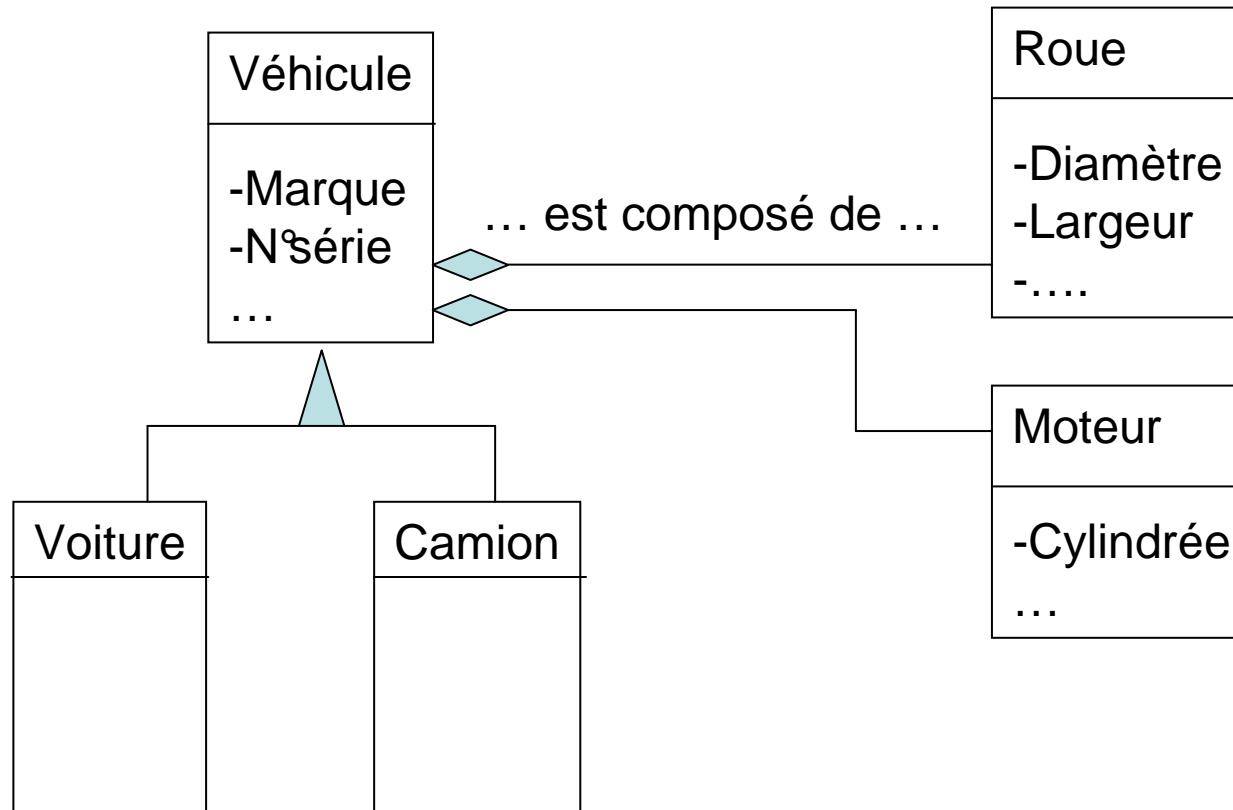 Véhicule
-Marque
-N°série
…
… est composé de …
Roue
-Diamètre
-Largeur
-….
Moteur
-Cylindrée
…
Voiture
Camion